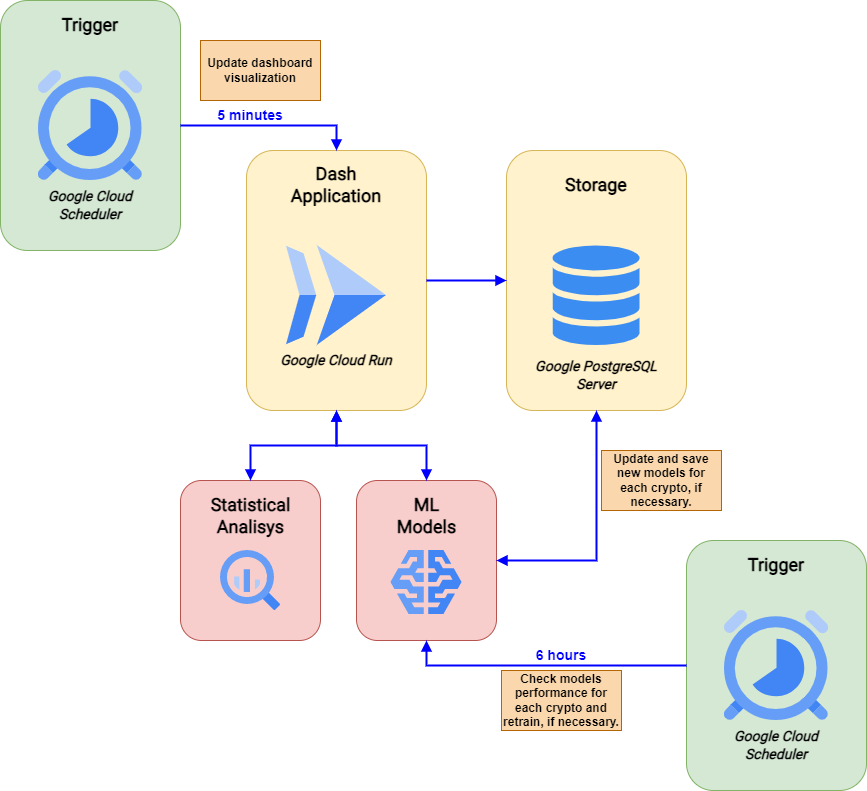 Trigger
Google Cloud
Scheduler
Update dashboard
visualization
5 minutes
Dash
Application
Google Cloud Run
Storage
Google PostgreSQL
Server
Statistical
Analisys
ML
Models
Update and save
new models for
each crypto, if
necessary.
6 hours
Check models
performance for
each crypto and
retrain, if necessary.
Trigger
Google Cloud
Scheduler